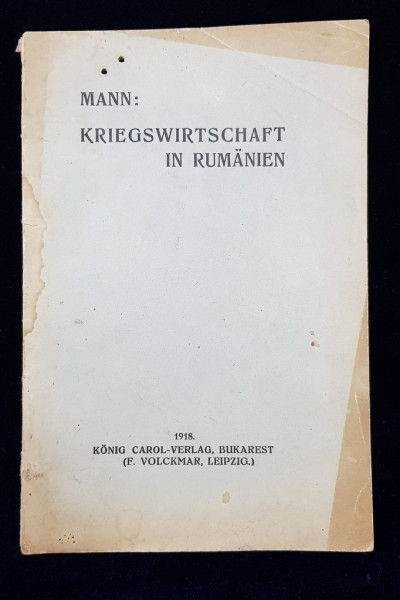 MANN:
KRIEGSWIRTSCHAFT
IN RUMÄNIEN
1918.
KÖNIG CAROL-VERLAG, BUKAREST
(F. VOLCKMAR, LEIPZIG.)